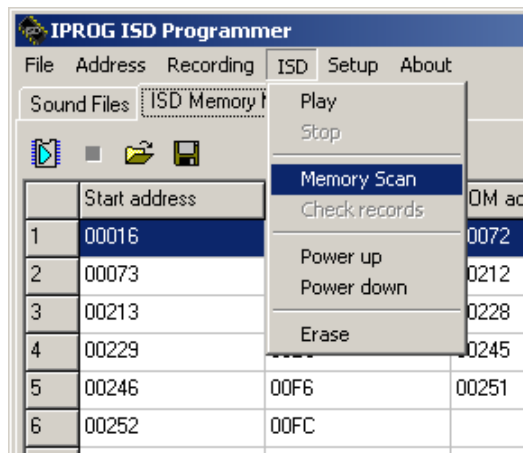 IPROG ISD Programmer
File Address Recording ISD Setup About
Sound Files ISD Memory
Play
Stop
Memory Scan
Check records
Power up
Power down
Erase
Start address OM ad
1 00016 0072
2 00073 0212
3 00213 0228
4 00229 00245
5 00246 00F6 00251
6 00252 00FC